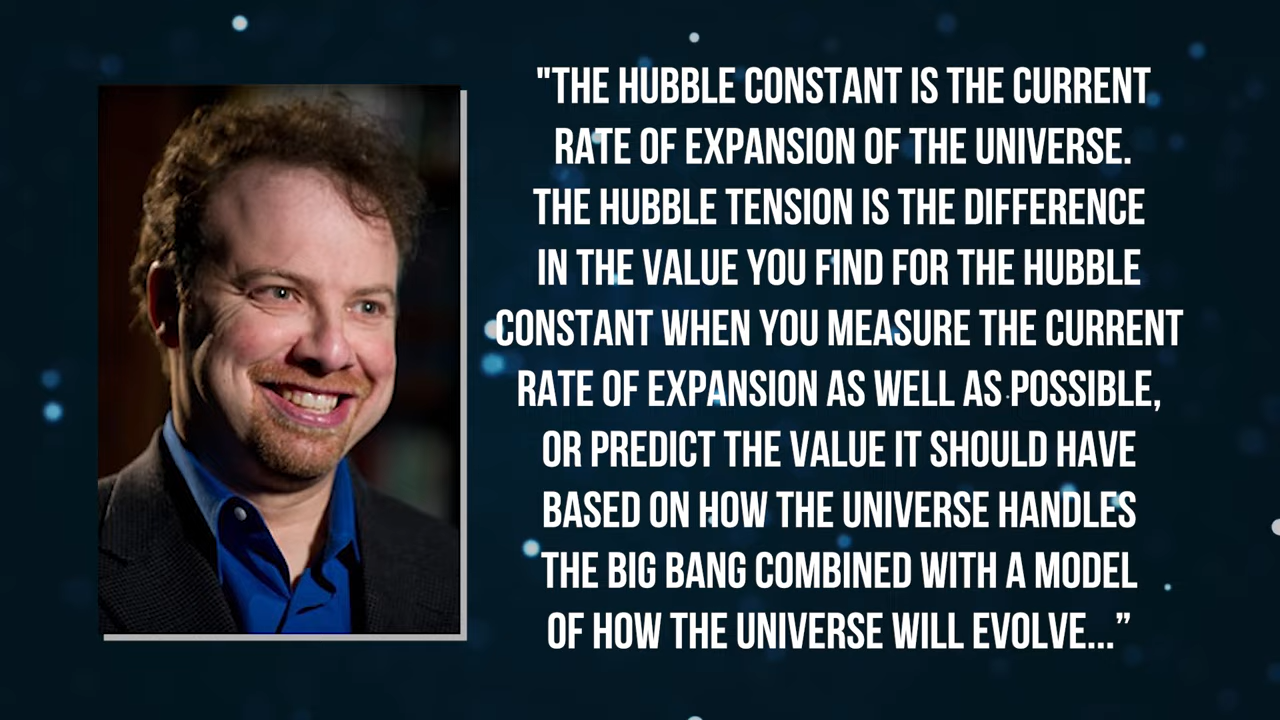 "THE HUBBLE CONSTANT IS THE CURRENT
RATE OF EXPANSION OF THE UNIVERSE.
THE HUBBLE TENSION IS THE DIFFERENCE
IN THE VALUE YOU FIND FOR THE HUBBLE
CONSTANT WHEN YOU MEASURE THE CURRENT
RATE OF EXPANSION AS WELL AS POSSIBLE,
OR PREDICT THE VALUE IT SHOULD HAVE
BASED ON HOW THE UNIVERSE HANDLES
THE BIG BANG COMBINED WITH A MODEL
OF HOW THE UNIVERSE WILL EVOLVE...”